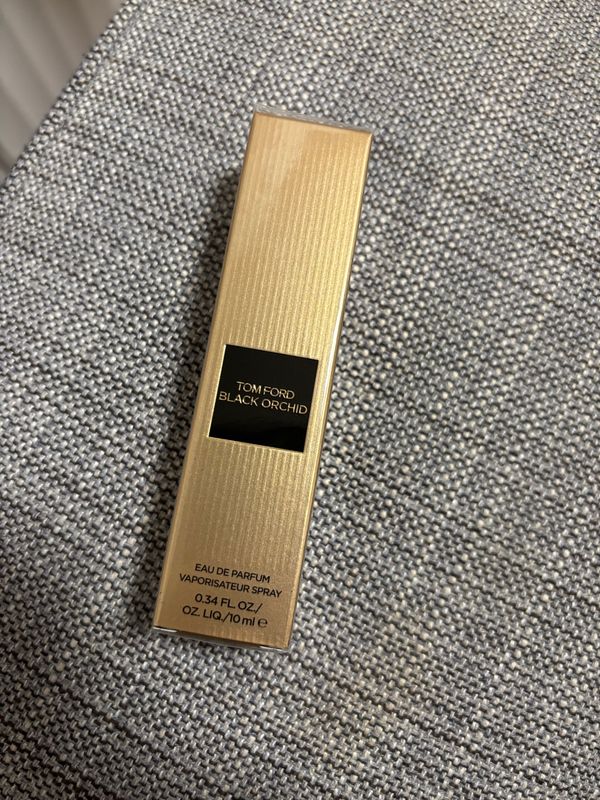 TOM FORD
BLACK ORCHID
EAU DE PARFUM
VAPORISATEUR SPRAY
0.34 FL. OZ./
OZ. LIQ./10 ml ℮